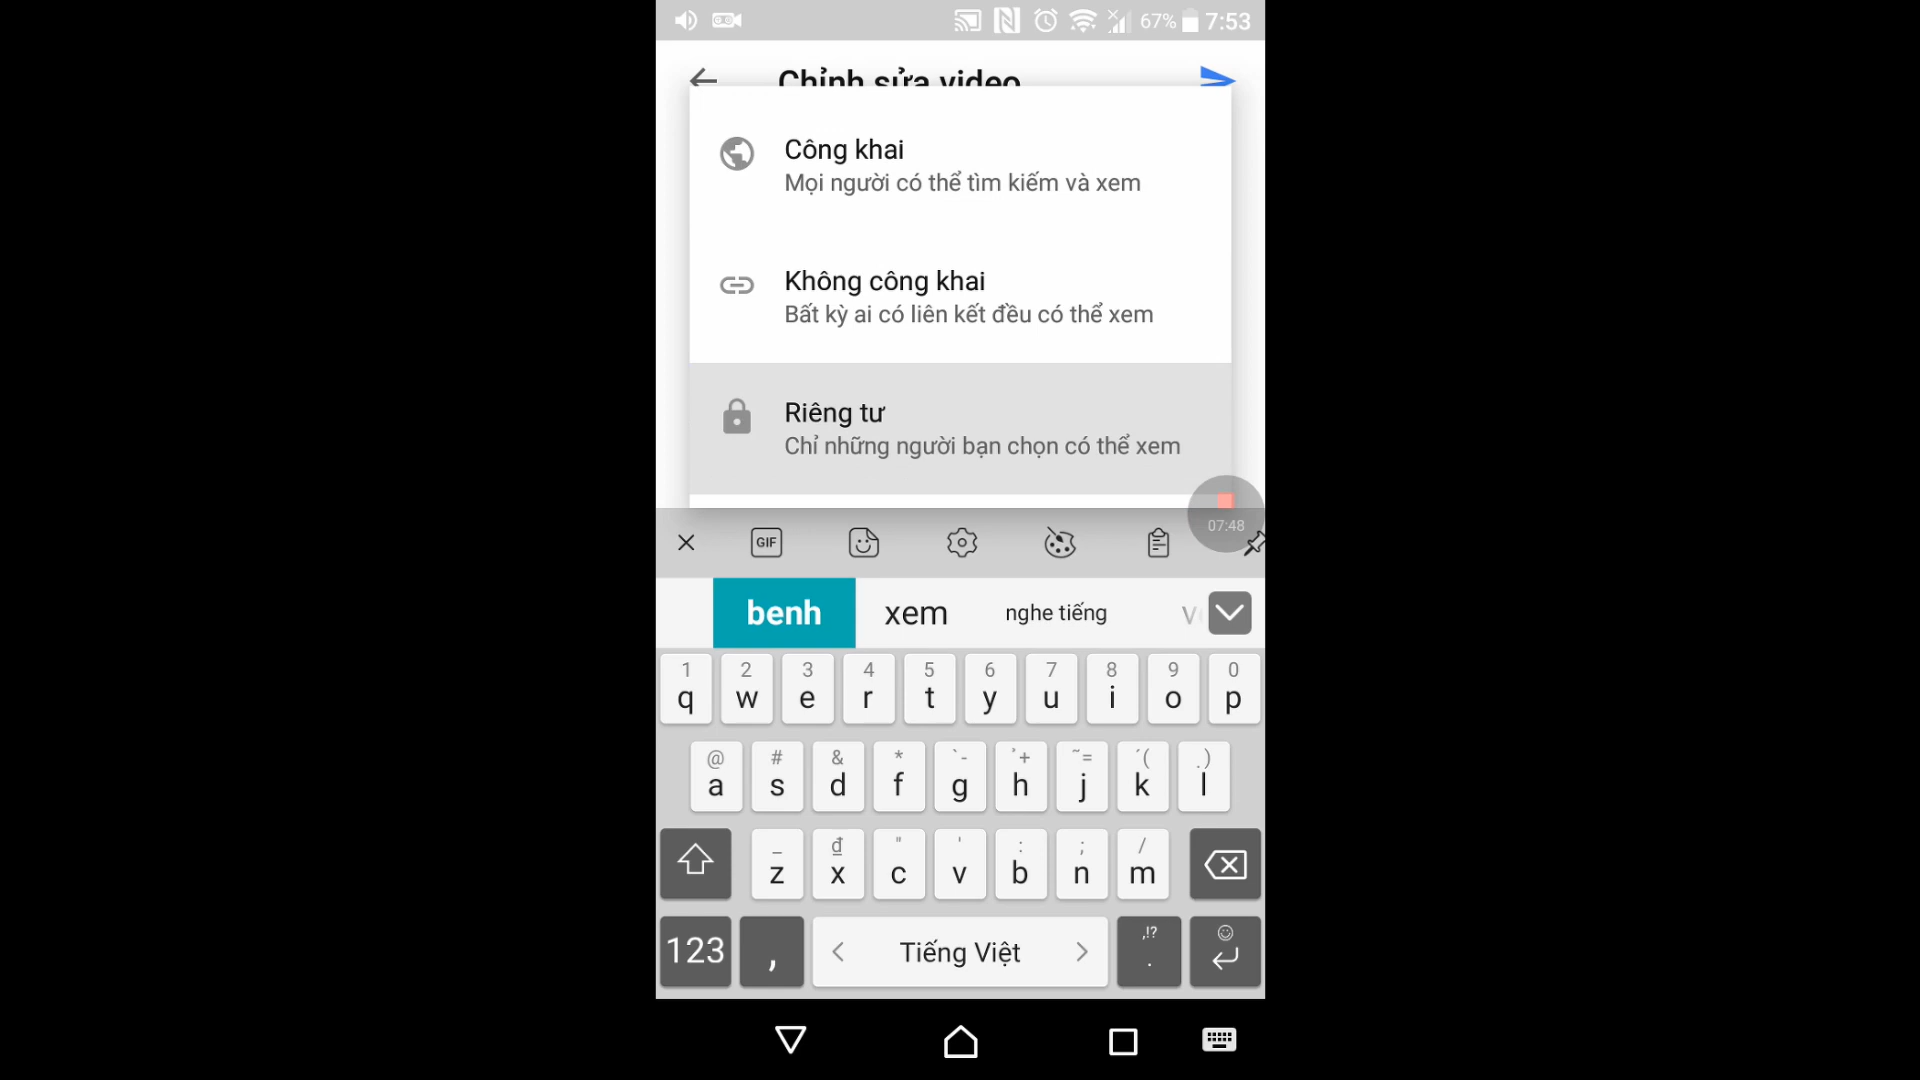 67% 7:53
Chỉnh sửa video
Công khai
Mọi người có thể tìm kiếm và xem
Không công khai
Bất kỳ ai có liên kết đều có thể xem
Riêng tư
Chỉ những người bạn chọn có thể xem
07:48
GIF
benh xem nghe tiếng
1 2 3 4 5 6 7 8 9 0
q w e r t y u i o p
@ # & * ` - ̉ + ~ = ´ ( . )
a s d f g h j k l
_ ₫ " ' : ; /
z x c v b n m
123 , < Tiếng Việt > ,!? .